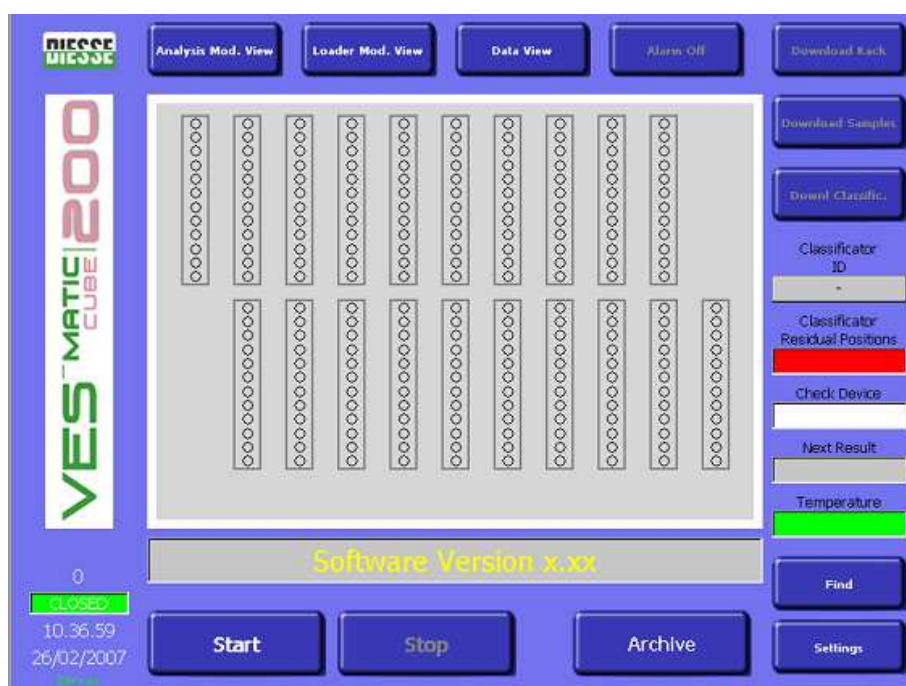 DIESSE
Analysis Mod. View
Loader Mod. View
Data View
Alarm Off
Download Rack
Download Samples
Downl Classific.
VES MATIC CUBE 200
Classificator
ID
-
Classificator
Residual Positions
Check Device
Next Result
Temperature
Software Version x.xx
0
CLOSED
10.36.59
26/02/2007
Start
Stop
Archive
Find
Settings